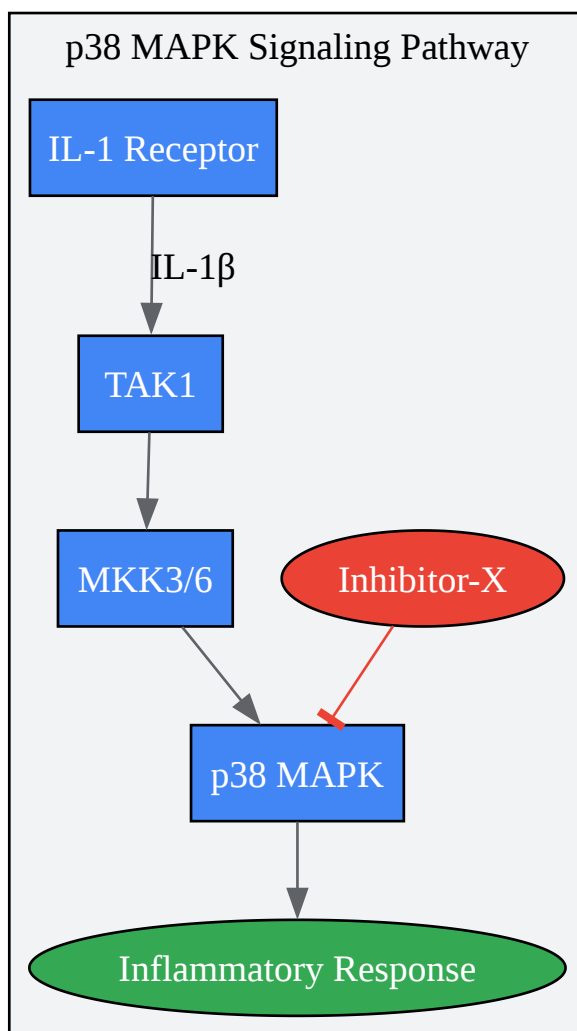 p38 MAPK Signaling Pathway
IL-1 Receptor
IL-1β
TAK1
MKK3/6
Inhibitor-X
p38 MAPK
Inflammatory Response